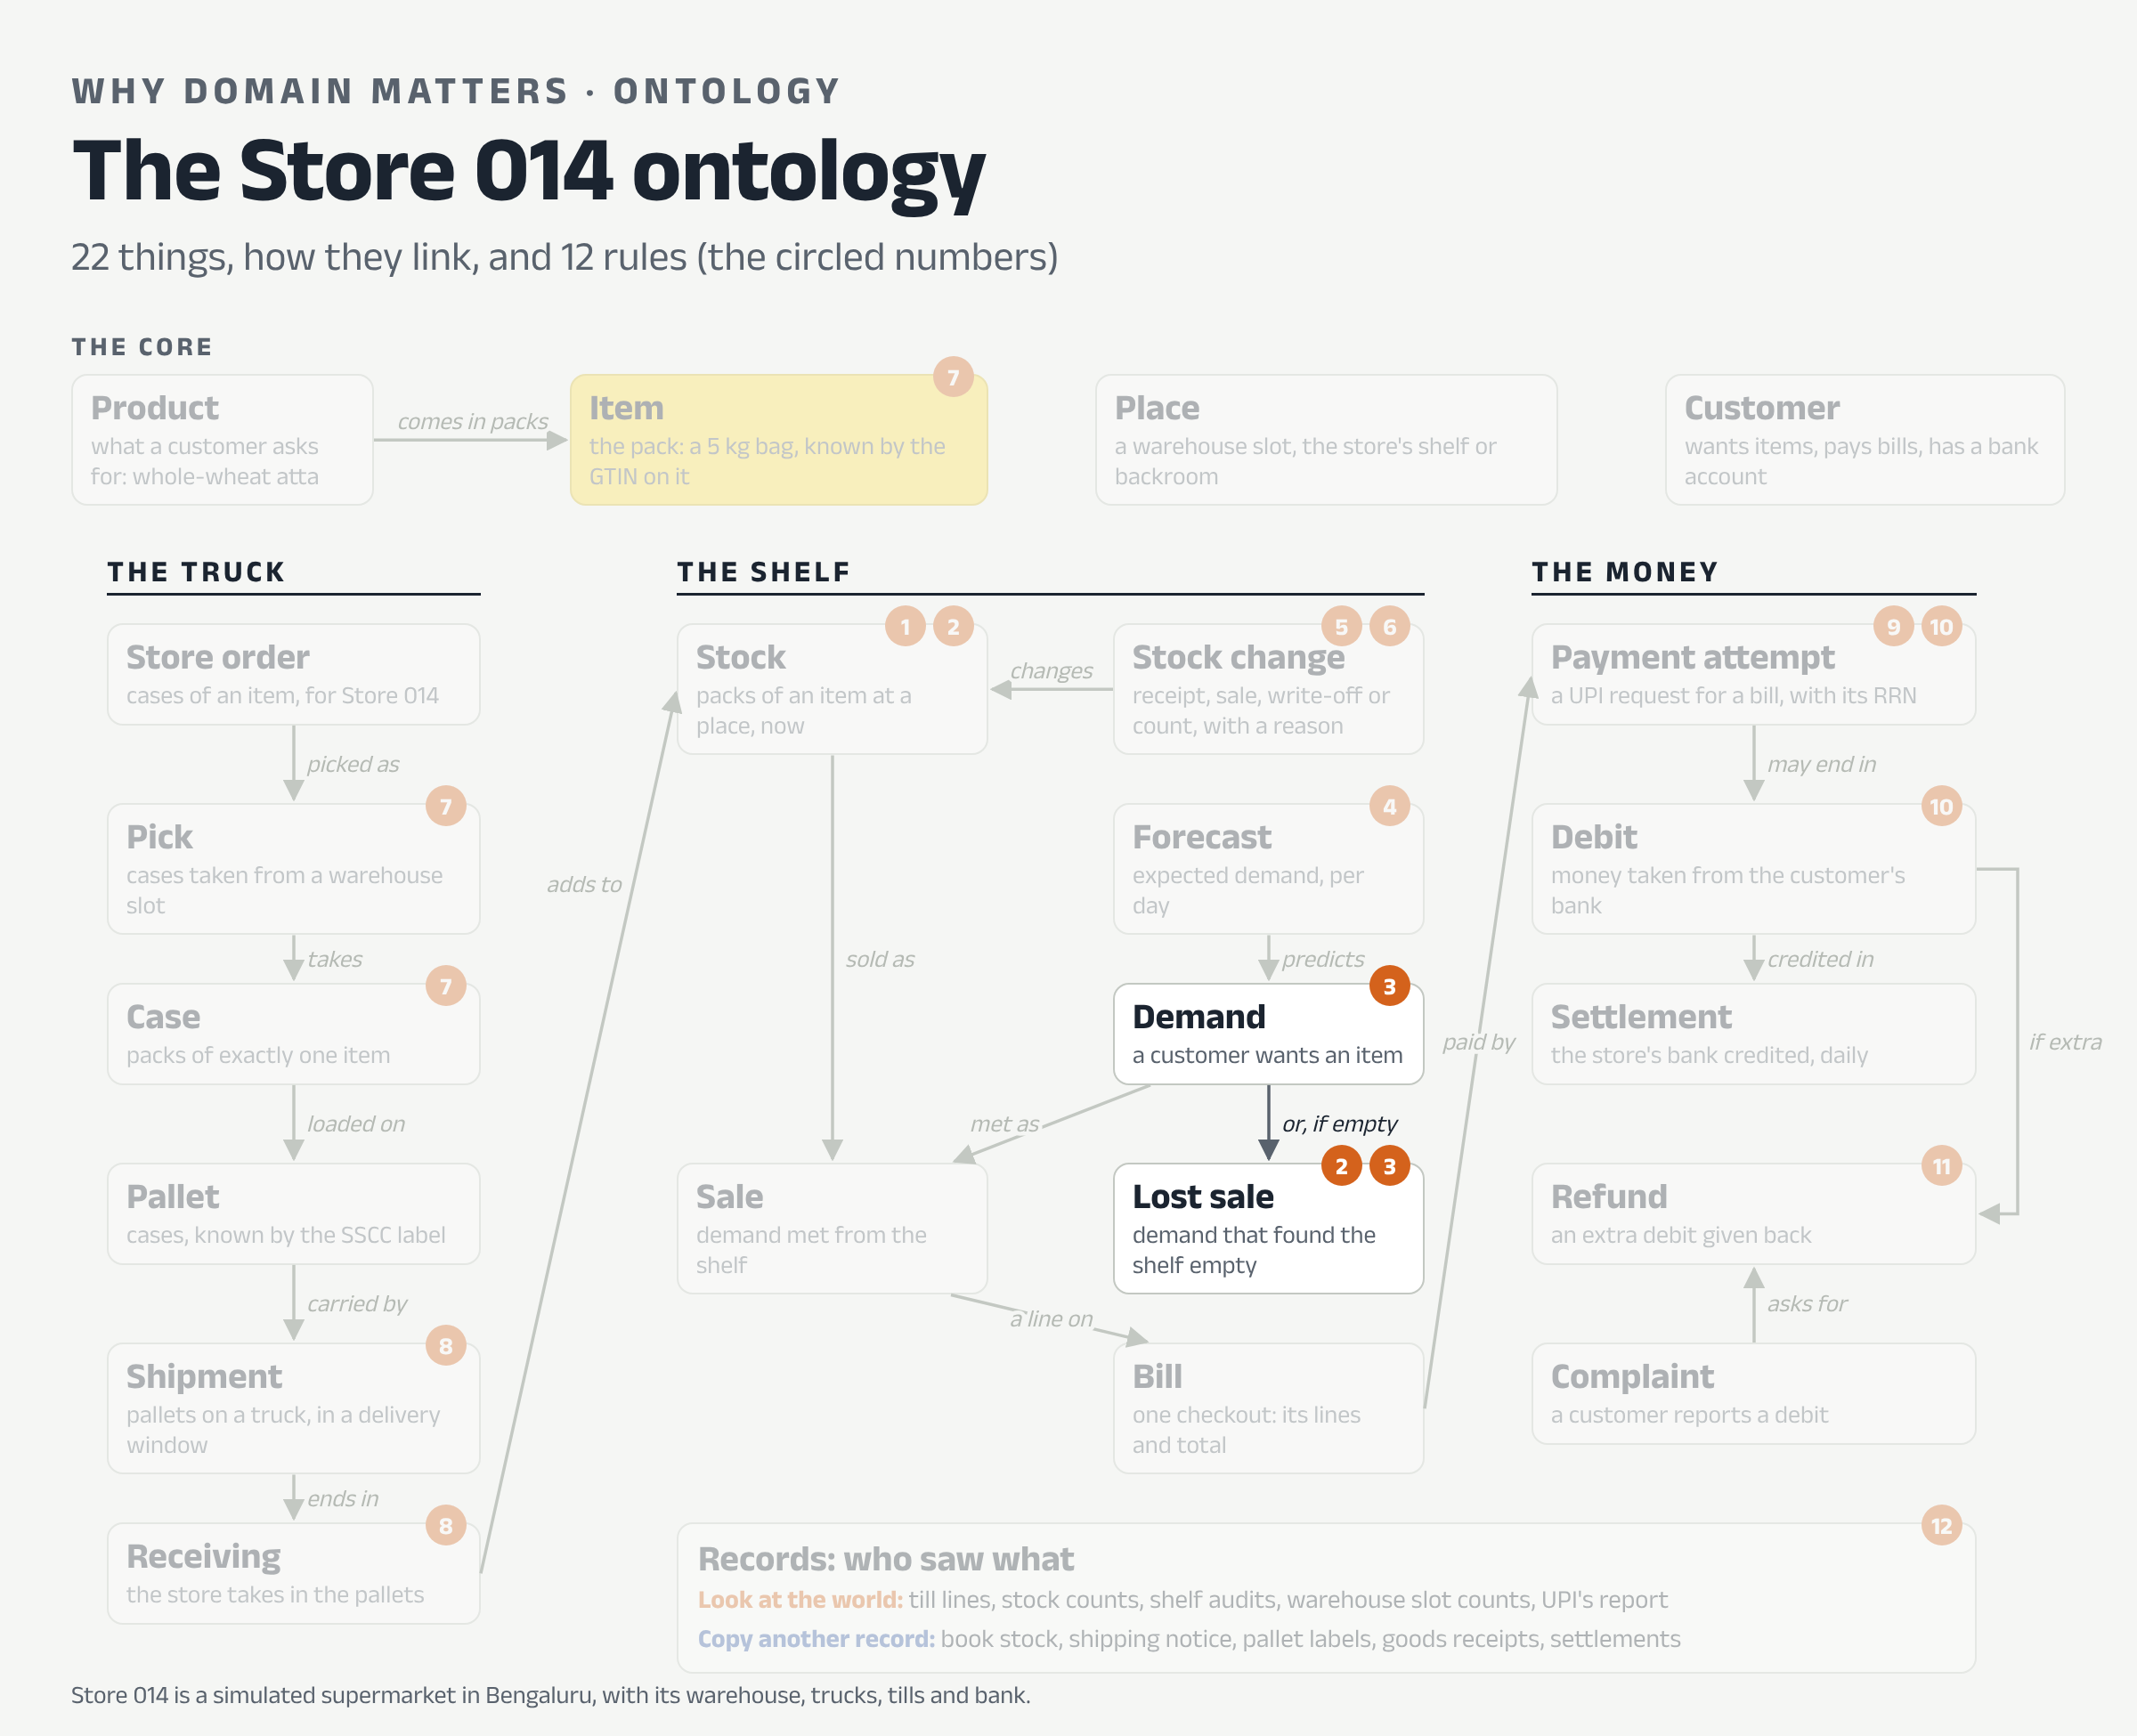 WHY DOMAIN MATTERS · ONTOLOGY
The Store 014 ontology
22 things, how they link, and 12 rules (the circled numbers)
THE CORE
Product
what a customer asks
for: whole-wheat atta
comes in packs
7
Item
the pack: a 5 kg bag, known by the
GTIN on it
Place
a warehouse slot, the store's shelf or
backroom
Customer
wants items, pays bills, has a bank
account
THE TRUCK
Store order
cases of an item, for Store 014
picked as
7
Pick
cases taken from a warehouse
slot
takes
7
Case
packs of exactly one item
loaded on
Pallet
cases, known by the SSCC label
carried by
8
Shipment
pallets on a truck, in a delivery
window
ends in
8
Receiving
the store takes in the pallets
adds to
THE SHELF
1 2
Stock
packs of an item at a
place, now
changes
5 6
Stock change
receipt, sale, write-off or
count, with a reason
4
Forecast
expected demand, per
day
sold as
predicts
3
Demand
a customer wants an item
met as
or, if empty
Sale
demand met from the
shelf
2 3
Lost sale
demand that found the
shelf empty
a line on
Bill
one checkout: its lines
and total
paid by
THE MONEY
9 10
Payment attempt
a UPI request for a bill, with its RRN
may end in
10
Debit
money taken from the customer's
bank
credited in
Settlement
the store's bank credited, daily
if extra
11
Refund
an extra debit given back
asks for
Complaint
a customer reports a debit
12
Records: who saw what
Look at the world: till lines, stock counts, shelf audits, warehouse slot counts, UPI's report
Copy another record: book stock, shipping notice, pallet labels, goods receipts, settlements
Store 014 is a simulated supermarket in Bengaluru, with its warehouse, trucks, tills and bank.